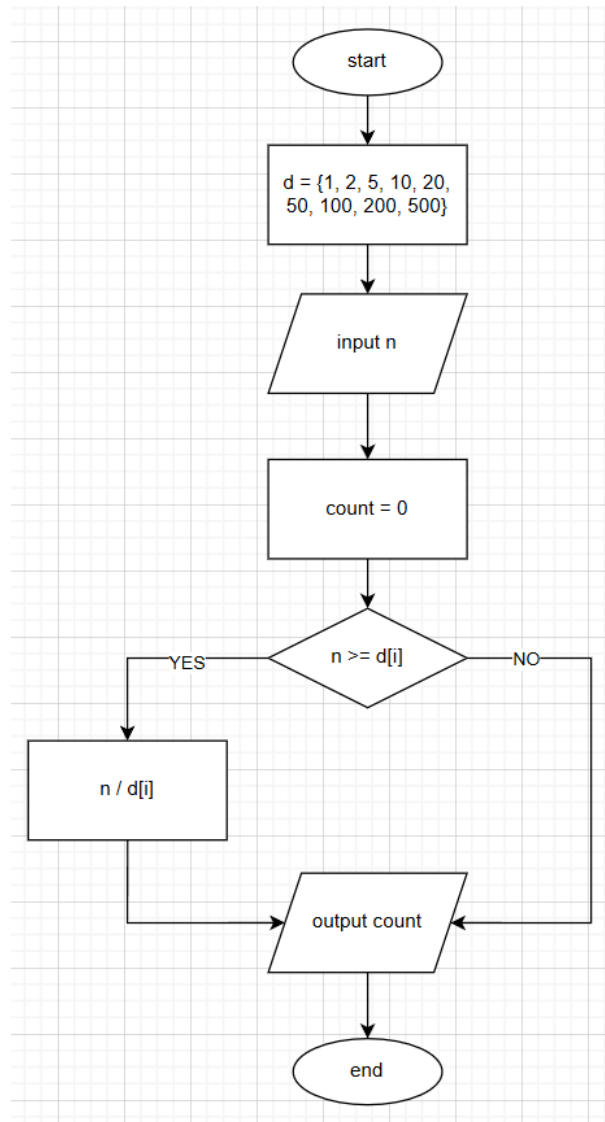 start
d = {1, 2, 5, 10, 20,
50, 100, 200, 500}
input n
count = 0
n >= d[i]
YES
NO
n / d[i]
output count
end